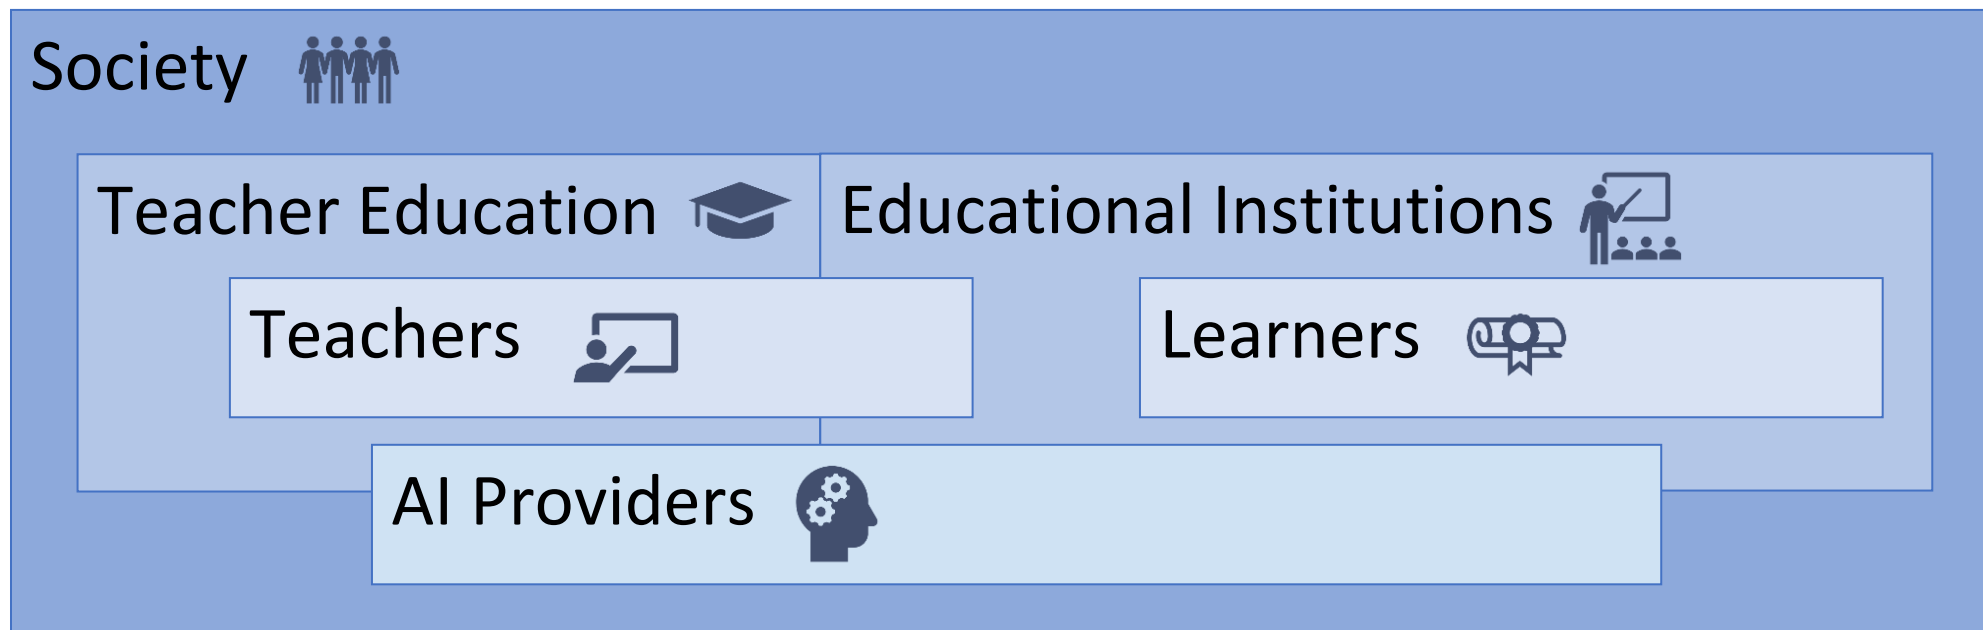 Society
Teacher Education
Educational Institutions
Teachers
Learners
AI Providers